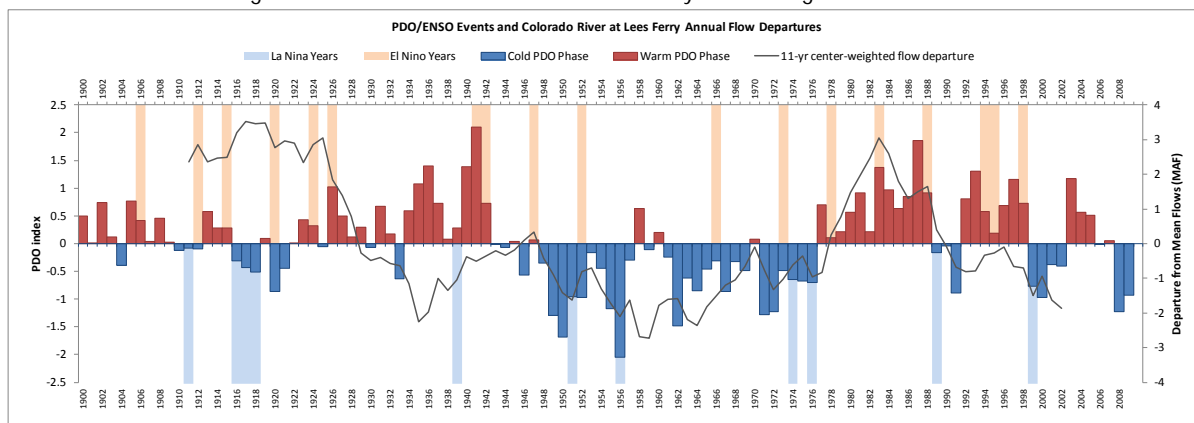 PDO/ENSO Events and Colorado River at Lees Ferry Annual Flow Departures
La Nina Years
El Nino Years
Cold PDO Phase
Warm PDO Phase
11-yr center-weighted flow departure
1900 1902 1904 1906 1908 1910 1912 1914 1916 1918 1920 1922 1924 1926 1928 1930 1932 1934 1936 1938 1940 1942 1944 1946 1948 1950 1952 1954 1956 1958 1960 1962 1964 1966 1968 1970 1972 1974 1976 1978 1980 1982 1984 1986 1988 1990 1992 1994 1996 1998 2000 2002 2004 2006 2008
PDO index
2.5
2
1.5
1
0.5
0
-0.5
-1
-1.5
-2
-2.5
4
3
2
1
0
-1
-2
-3
-4
Departure from Mean Flows (MAF)
1900 1902 1904 1906 1908 1910 1912 1914 1916 1918 1920 1922 1924 1926 1928 1930 1932 1934 1936 1938 1940 1942 1944 1946 1948 1950 1952 1954 1956 1958 1960 1962 1964 1966 1968 1970 1972 1974 1976 1978 1980 1982 1984 1986 1988 1990 1992 1994 1996 1998 2000 2002 2004 2006 2008